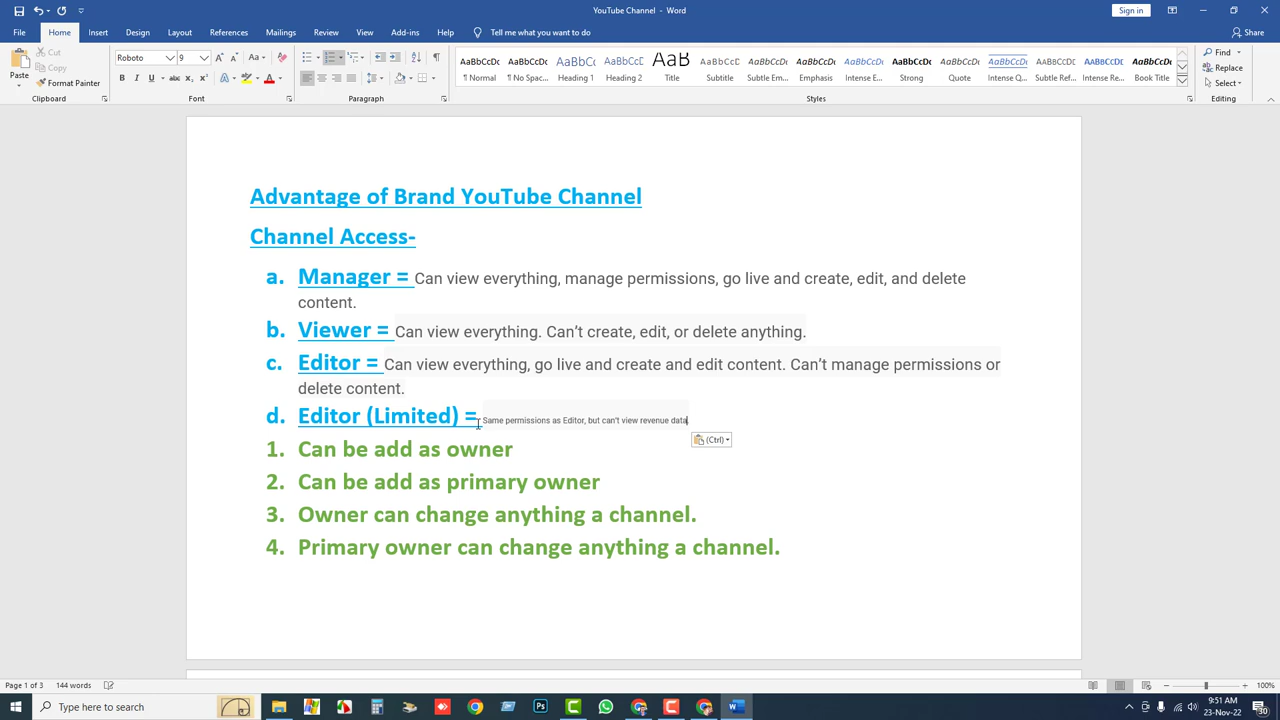 YouTube Channel - Word
Sign in
File Home Insert Design Layout References Mailings Review View Add-ins Help Tell me what you want to do Share
Paste
Cut
Copy
Format Painter
Clipboard
Roboto 9
Font
Paragraph
AaBbCcDc AaBbCcDc AaBbCc AaBbCcD AaB AaBbCcD AaBbCcDc AaBbCcDc AaBbCcDc AaBbCcDc AaBbCcDc AaBbCcDc AaBbCcDc AaBbCcDc AaBbCcDc
¶ Normal ¶ No Spac... Heading 1 Heading 2 Title Subtitle Subtle Em... Emphasis Intense E... Strong Quote Intense Q... Subtle Ref... Intense Re... Book Title
Styles
Find
Replace
Select
Editing
Advantage of Brand YouTube Channel
Channel Access-
a. Manager = Can view everything, manage permissions, go live and create, edit, and delete
content.
b. Viewer = Can view everything. Can’t create, edit, or delete anything.
c. Editor = Can view everything, go live and create and edit content. Can’t manage permissions or
delete content.
d. Editor (Limited) = Same permissions as Editor, but can’t view revenue data
(Ctrl)
1. Can be add as owner
2. Can be add as primary owner
3. Owner can change anything a channel.
4. Primary owner can change anything a channel.
Page 1 of 3 144 words 100%
Type here to search
9:51 AM
23-Nov-22